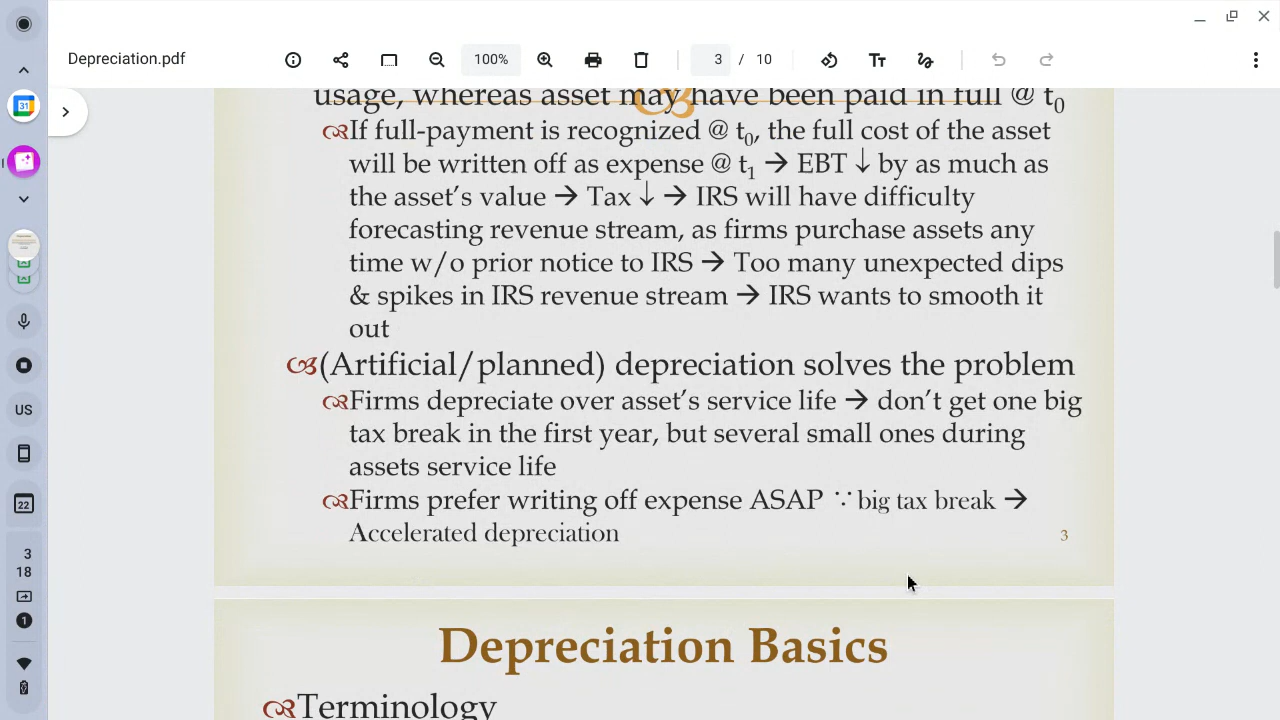 Depreciation.pdf
100%
3 / 10
31
usage, whereas asset may have been paid in full @ t0
If full-payment is recognized @ t0, the full cost of the asset
will be written off as expense @ t1 → EBT ↓ by as much as
the asset's value → Tax ↓ → IRS will have difficulty
forecasting revenue stream, as firms purchase assets any
time w/o prior notice to IRS → Too many unexpected dips
& spikes in IRS revenue stream → IRS wants to smooth it
out
(Artificial/planned) depreciation solves the problem
Firms depreciate over asset's service life → don't get one big
tax break in the first year, but several small ones during
assets service life
Firms prefer writing off expense ASAP ∵ big tax break →
Accelerated depreciation
3
Depreciation Basics
Terminology
US
22
3
18
1